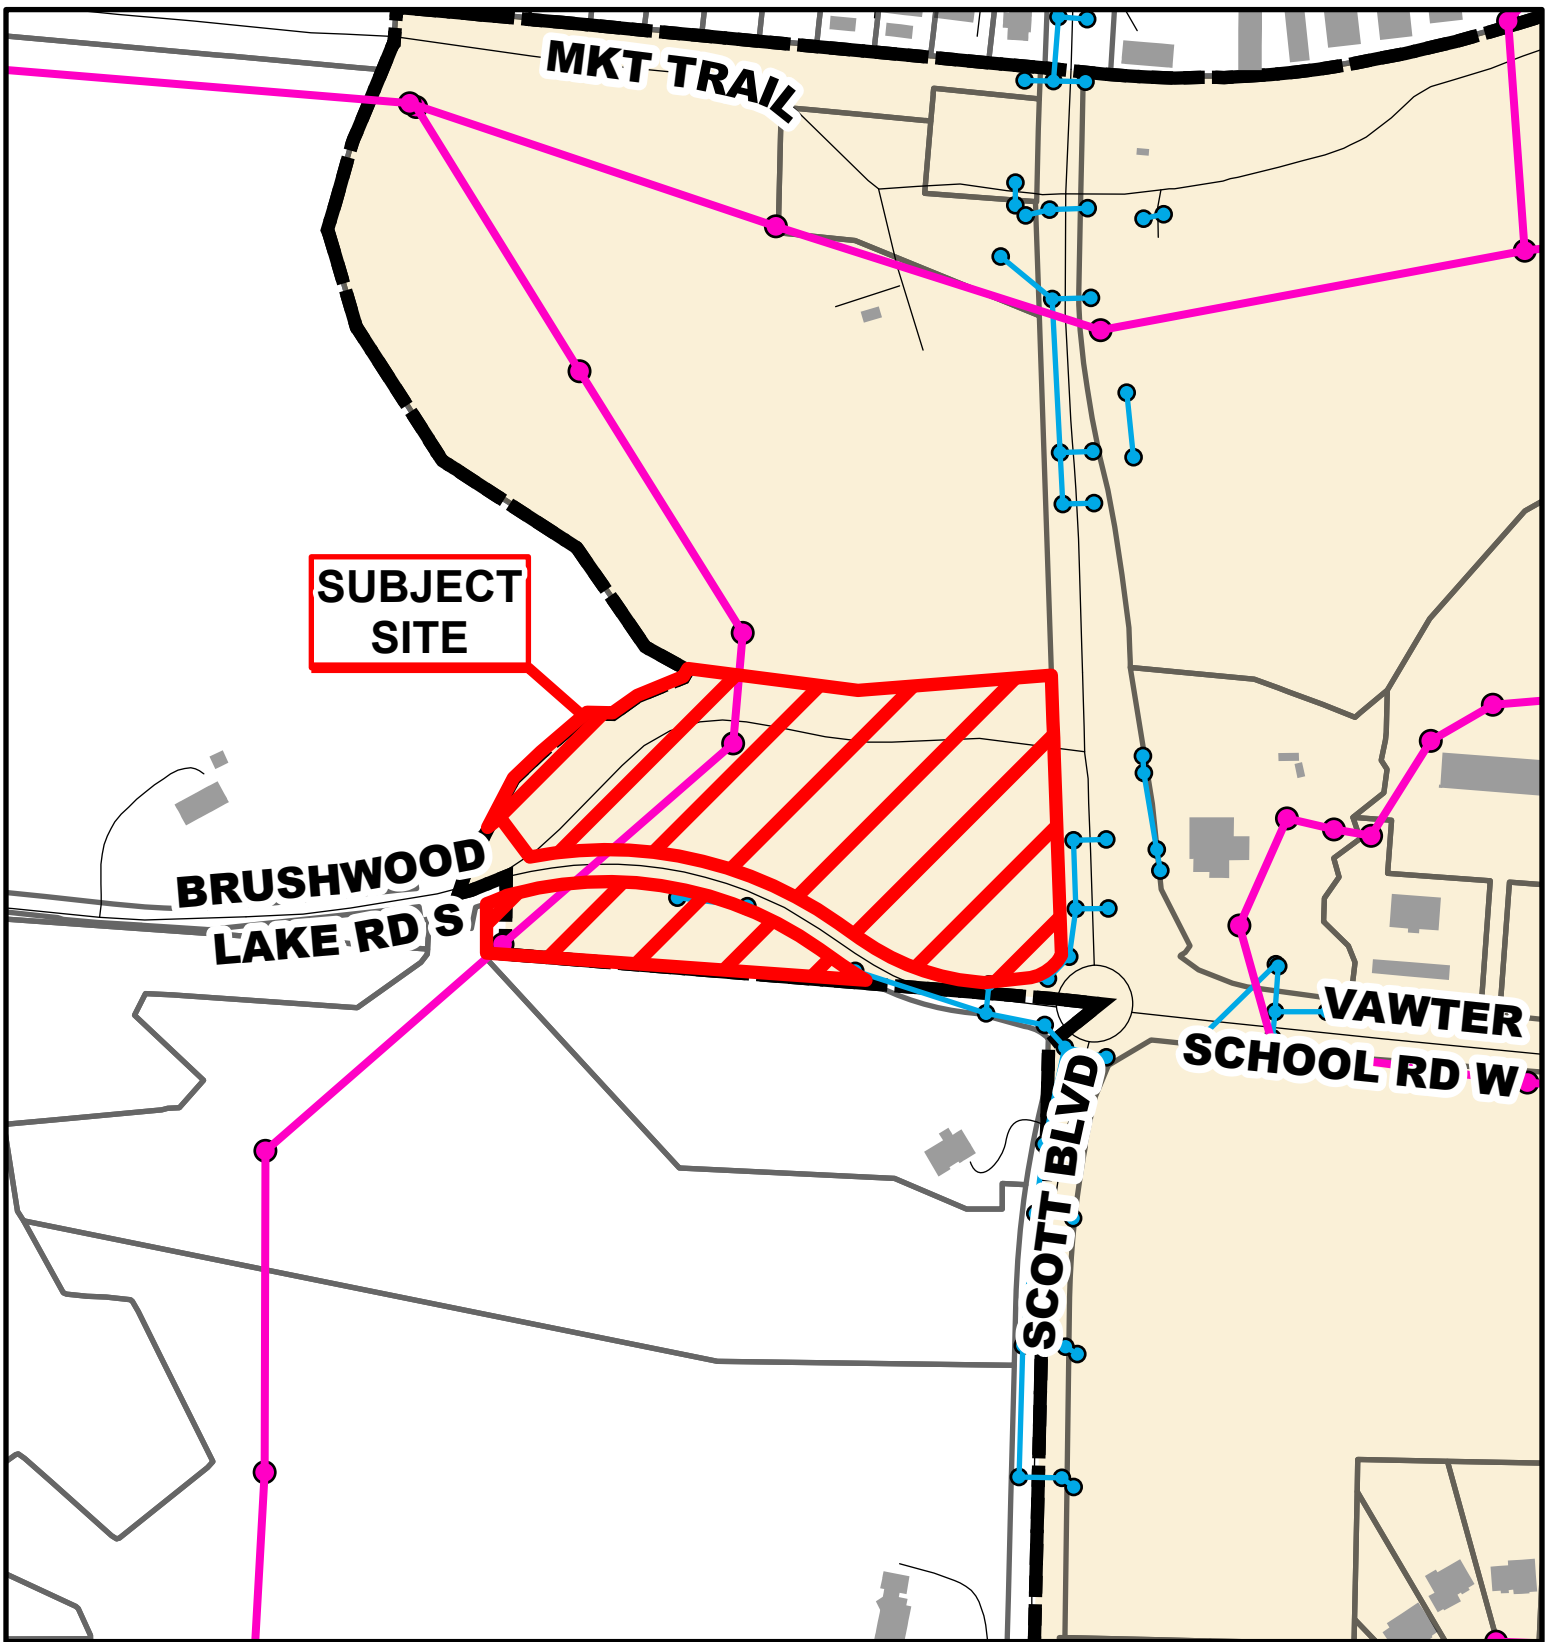 MKT TRAIL
SUBJECT
SITE
BRUSHWOOD
LAKE RD S
VAWTER
SCHOOL RD W
SCOTT BLVD